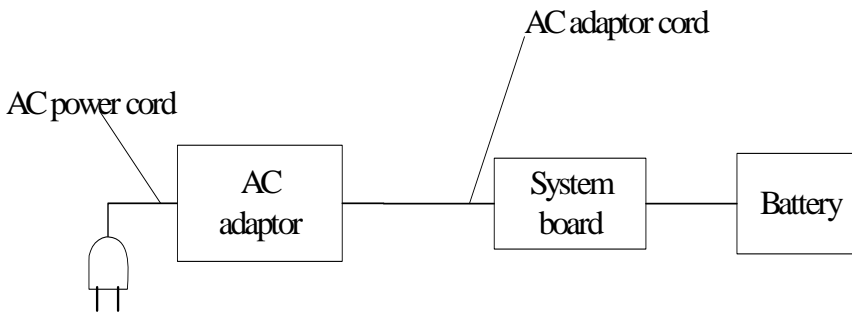 AC adaptor cord
AC power cord
AC
adaptor
System
board
Battery